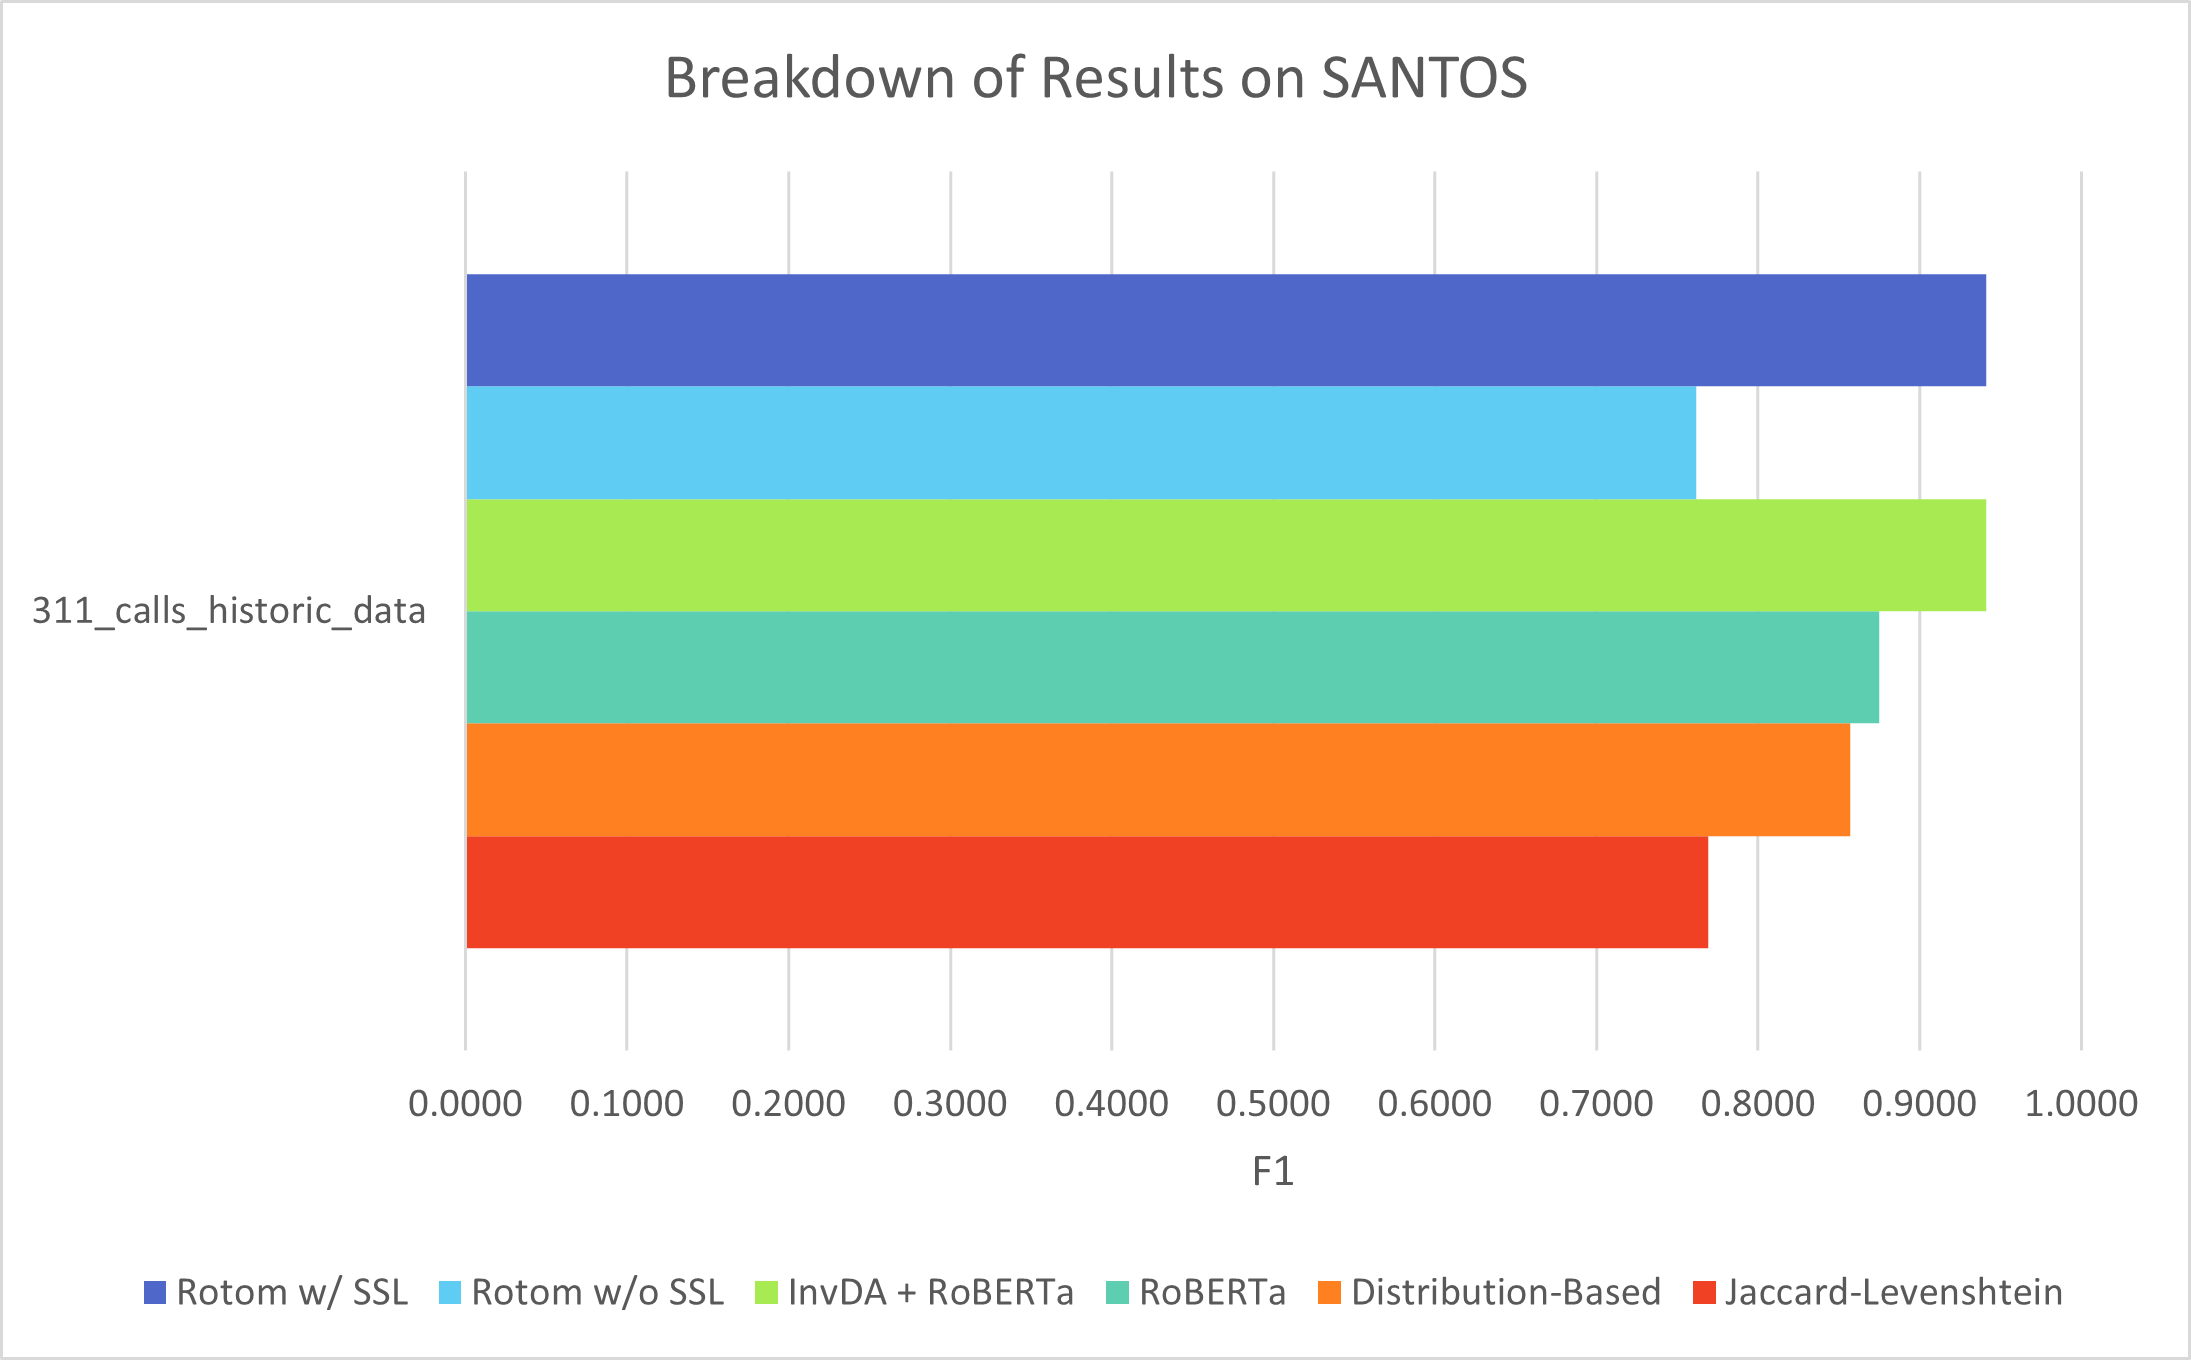 Breakdown of Results on SANTOS
311_calls_historic_data
0.0000 0.1000 0.2000 0.3000 0.4000 0.5000 0.6000 0.7000 0.8000 0.9000 1.0000
F1
Rotom w/ SSL Rotom w/o SSL InvDA + RoBERTa RoBERTa Distribution-Based Jaccard-Levenshtein